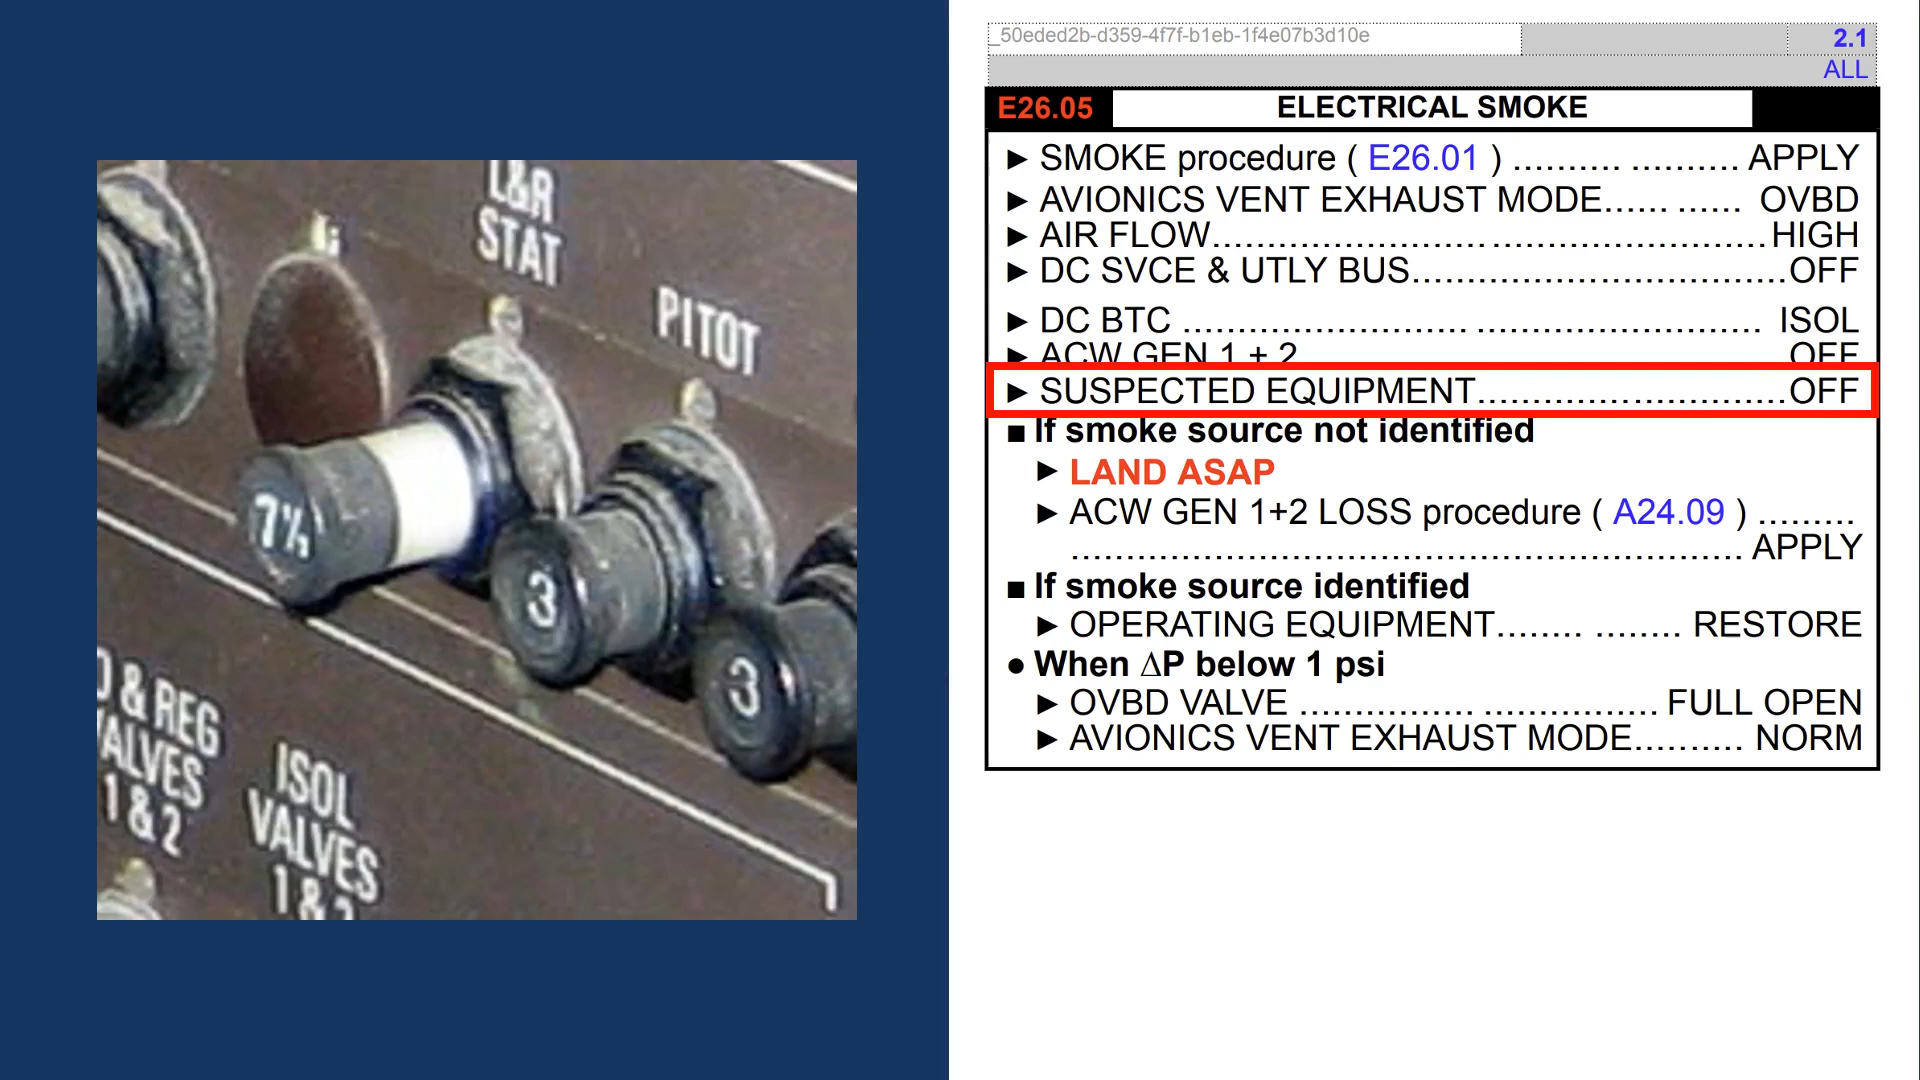 L&R
STAT
PITOT
7½
3
3
& REG
VALVES
1 & 2
ISOL
VALVES
1 & 2
_50eded2b-d359-4f7f-b1eb-1f4e07b3d10e
2.1
ALL
E26.05 ELECTRICAL SMOKE
► SMOKE procedure ( E26.01 ) .......... .......... APPLY
► AVIONICS VENT EXHAUST MODE...... ...... OVBD
► AIR FLOW.................................................HIGH
► DC SVCE & UTLY BUS..................................OFF
► DC BTC .......................... .......................... ISOL
► ACW GEN 1 + 2 OFF
► SUSPECTED EQUIPMENT............................OFF
■ If smoke source not identified
► LAND ASAP
► ACW GEN 1+2 LOSS procedure ( A24.09 ) .........
............................................................. APPLY
■ If smoke source identified
► OPERATING EQUIPMENT........ ........ RESTORE
● When ΔP below 1 psi
► OVBD VALVE ................ ................ FULL OPEN
► AVIONICS VENT EXHAUST MODE.......... NORM